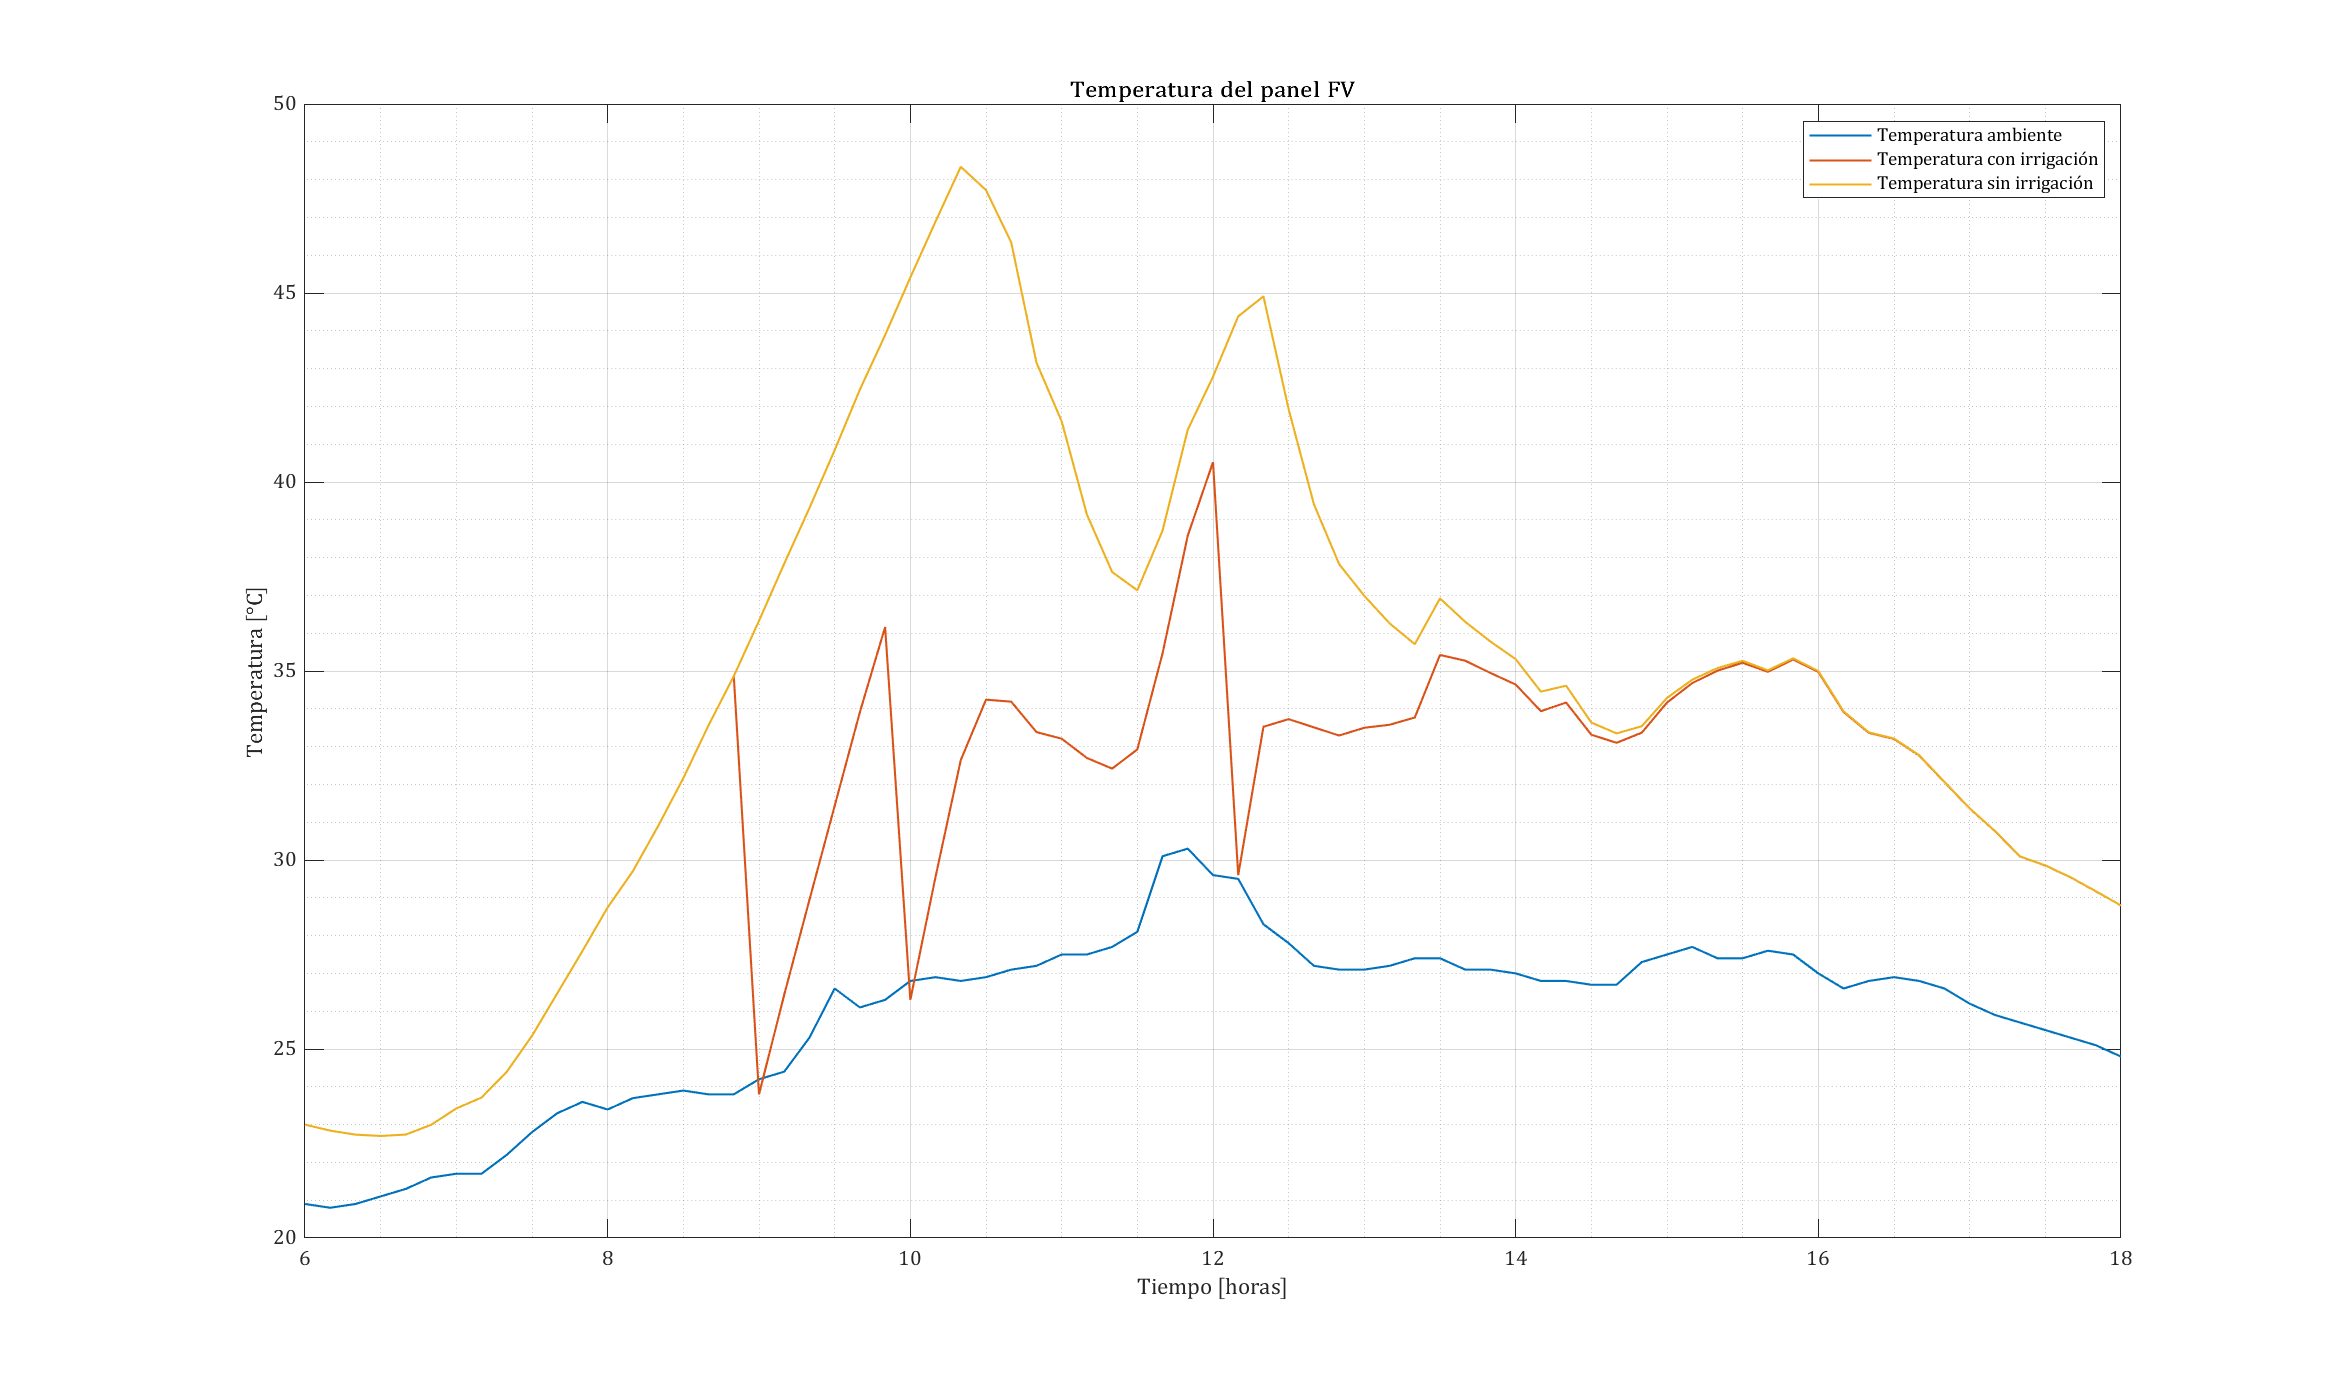 Temperatura del panel FV
50
45
40
35
30
25
20
Temperatura [°C]
Temperatura ambiente
Temperatura con irrigación
Temperatura sin irrigación
6 8 10 12 14 16 18
Tiempo [horas]